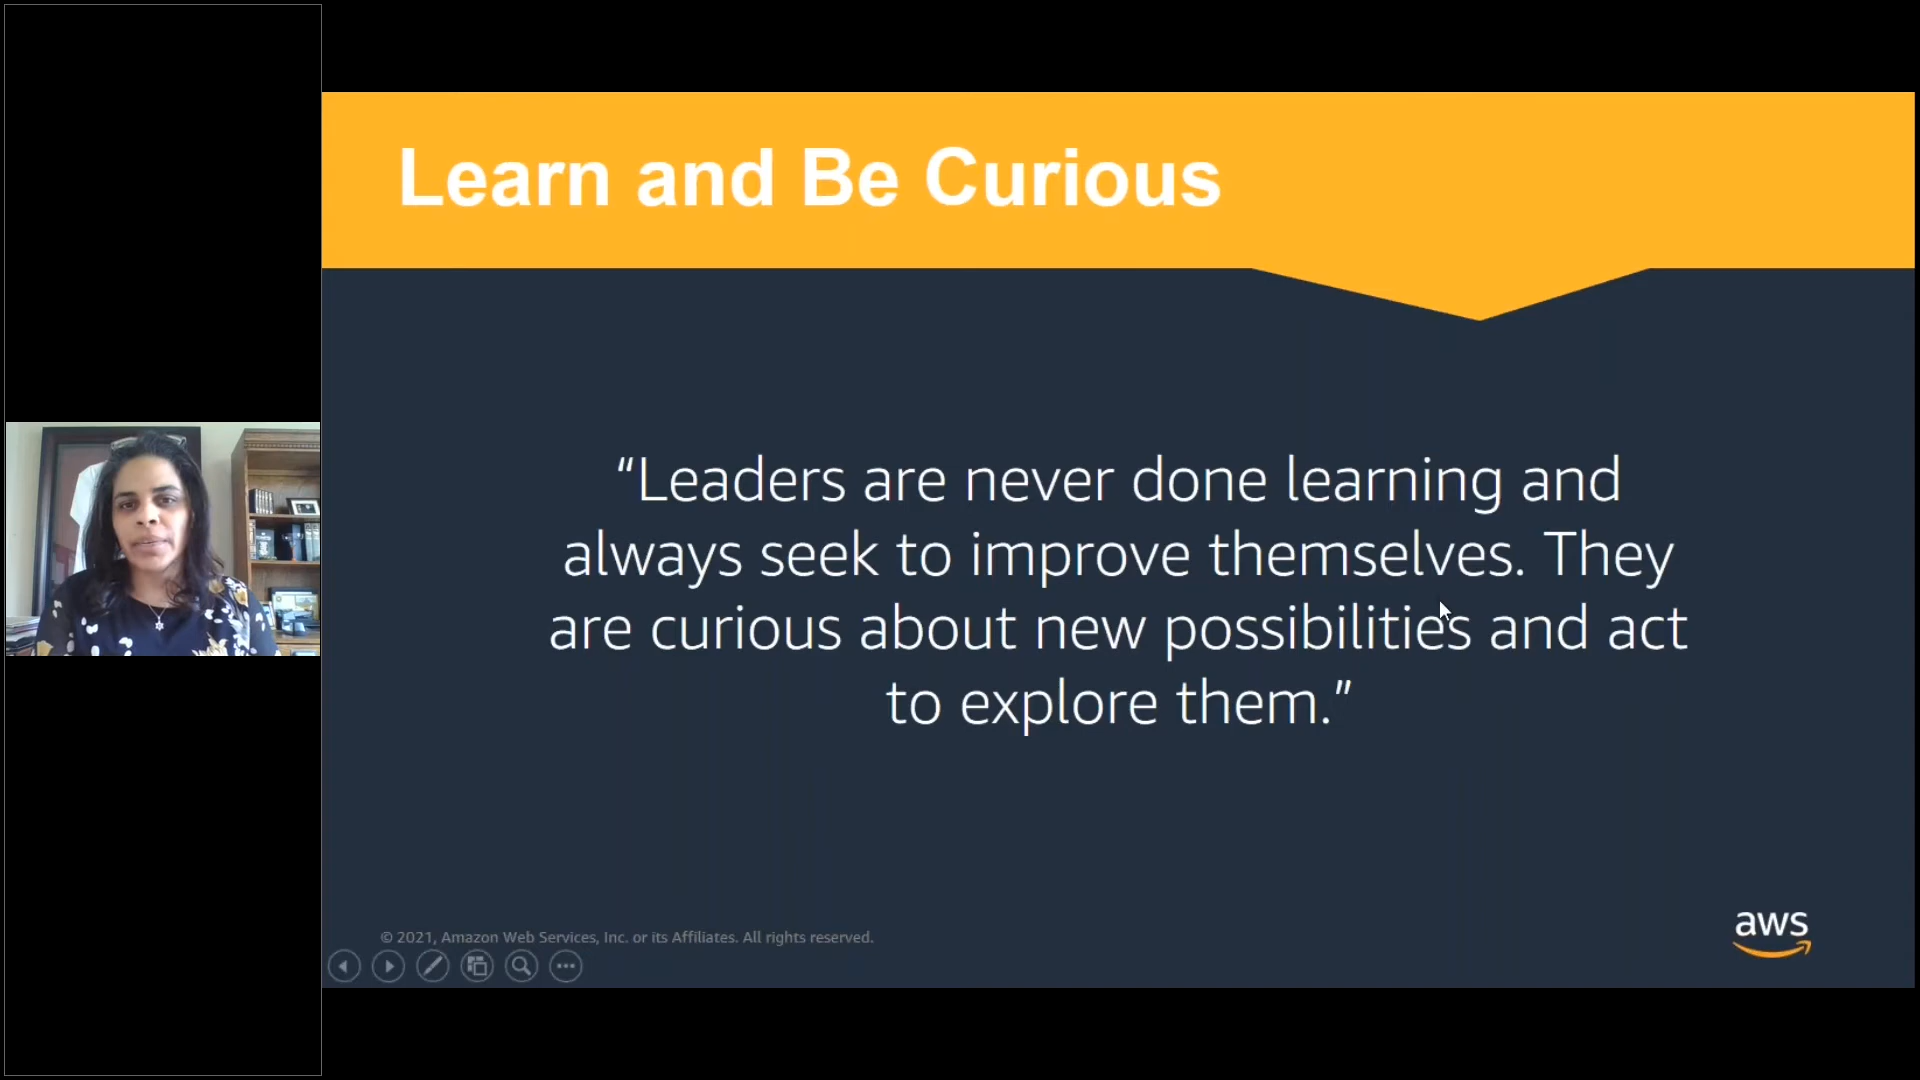 Learn and Be Curious
“Leaders are never done learning and
always seek to improve themselves. They
are curious about new possibilities and act
to explore them.”
© 2021, Amazon Web Services, Inc. or its Affiliates. All rights reserved.
aws